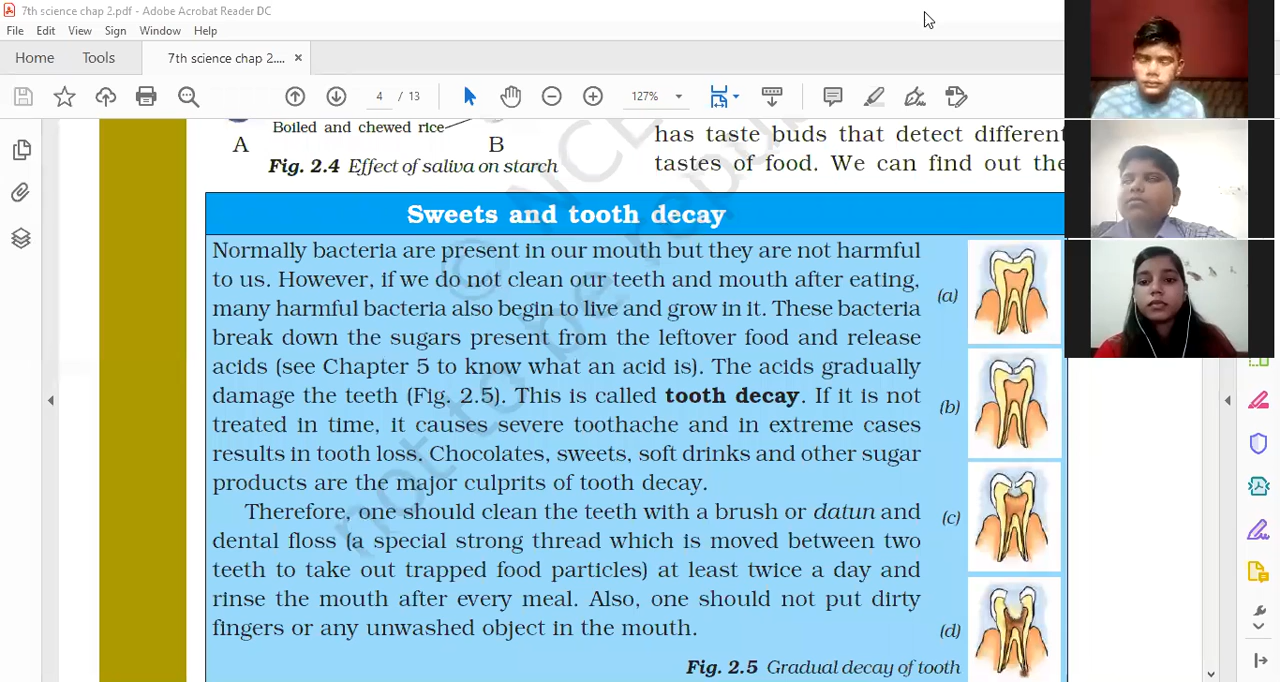 7th science chap 2.pdf - Adobe Acrobat Reader DC
File Edit View Sign Window Help
Home Tools 7th science chap 2.... ×
4 / 13 127%
Boiled and chewed rice
A B
Fig. 2.4 Effect of saliva on starch
has taste buds that detect different
tastes of food. We can find out the
Sweets and tooth decay
Normally bacteria are present in our mouth but they are not harmful
to us. However, if we do not clean our teeth and mouth after eating,
many harmful bacteria also begin to live and grow in it. These bacteria
break down the sugars present from the leftover food and release
acids (see Chapter 5 to know what an acid is). The acids gradually
damage the teeth (Fig. 2.5). This is called tooth decay. If it is not
treated in time, it causes severe toothache and in extreme cases
results in tooth loss. Chocolates, sweets, soft drinks and other sugar
products are the major culprits of tooth decay.
Therefore, one should clean the teeth with a brush or datun and
dental floss (a special strong thread which is moved between two
teeth to take out trapped food particles) at least twice a day and
rinse the mouth after every meal. Also, one should not put dirty
fingers or any unwashed object in the mouth.
(a)
(b)
(c)
(d)
Fig. 2.5 Gradual decay of tooth
© NCE
not to be repu